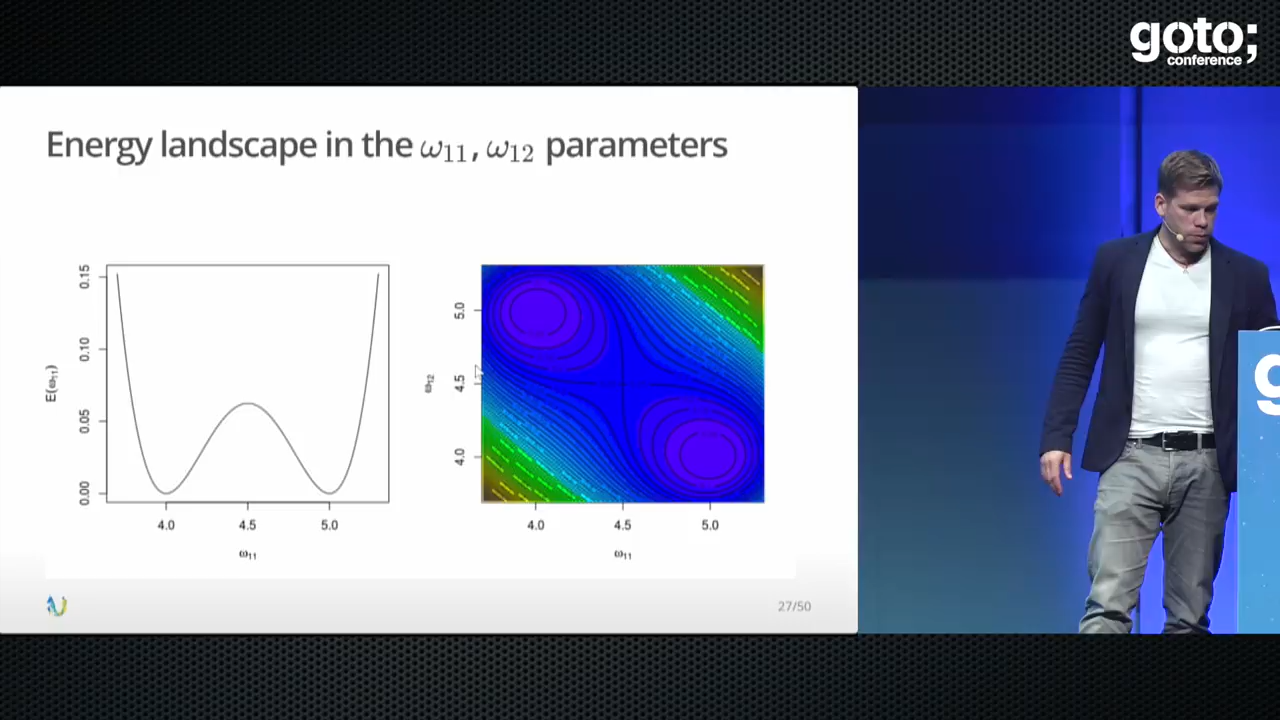 goto;
conference
Energy landscape in the ω11, ω12 parameters
0.15
0.10
0.05
0.00
E(ω11)
4.0
4.5
5.0
ω11
5.0
4.5
4.0
ω12
4.0
4.5
5.0
ω11
27/50
g